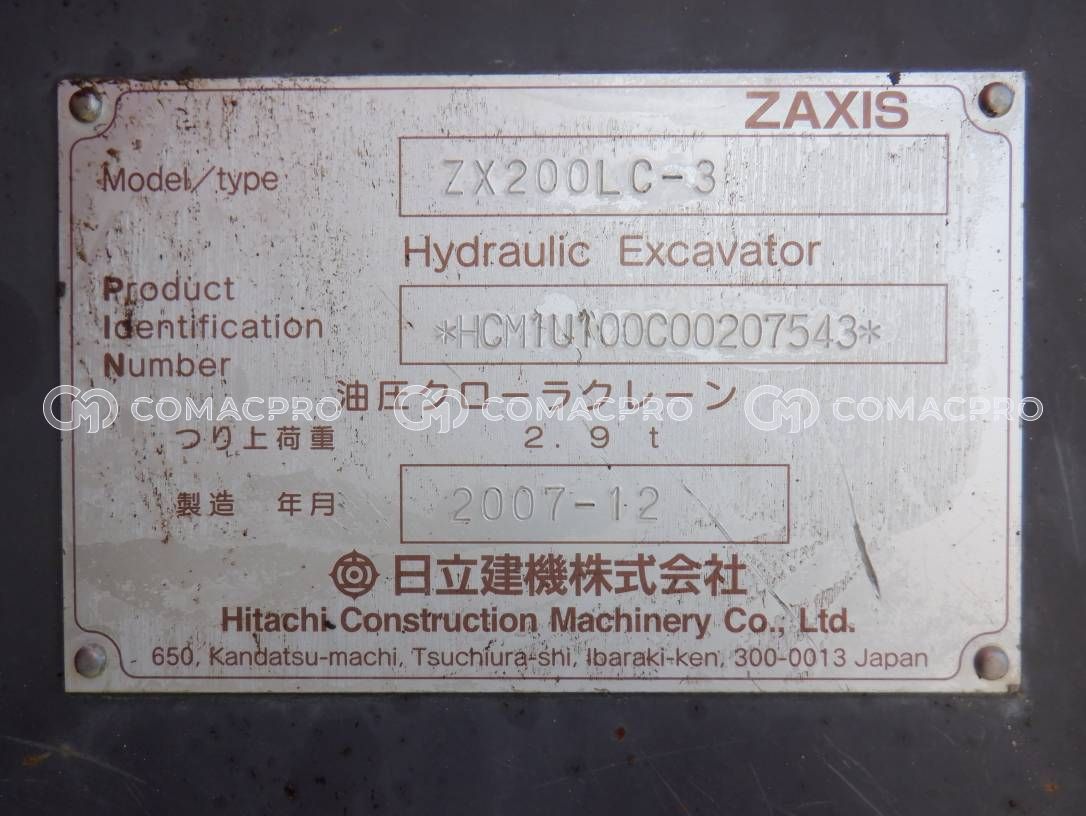 ZAXIS
Model/type ZX200LC-3
Hydraulic Excavator
Product
Identification
Number
*HCM1U100C00207543*
油圧クローラクレーン
COMACPRO COMACPRO COMACPRO
つり上荷重 2.9 t
製造 年月 2007-12
日立建機株式会社
Hitachi Construction Machinery Co., Ltd.
650, Kandatsu-machi, Tsuchiura-shi, Ibaraki-ken, 300-0013 Japan